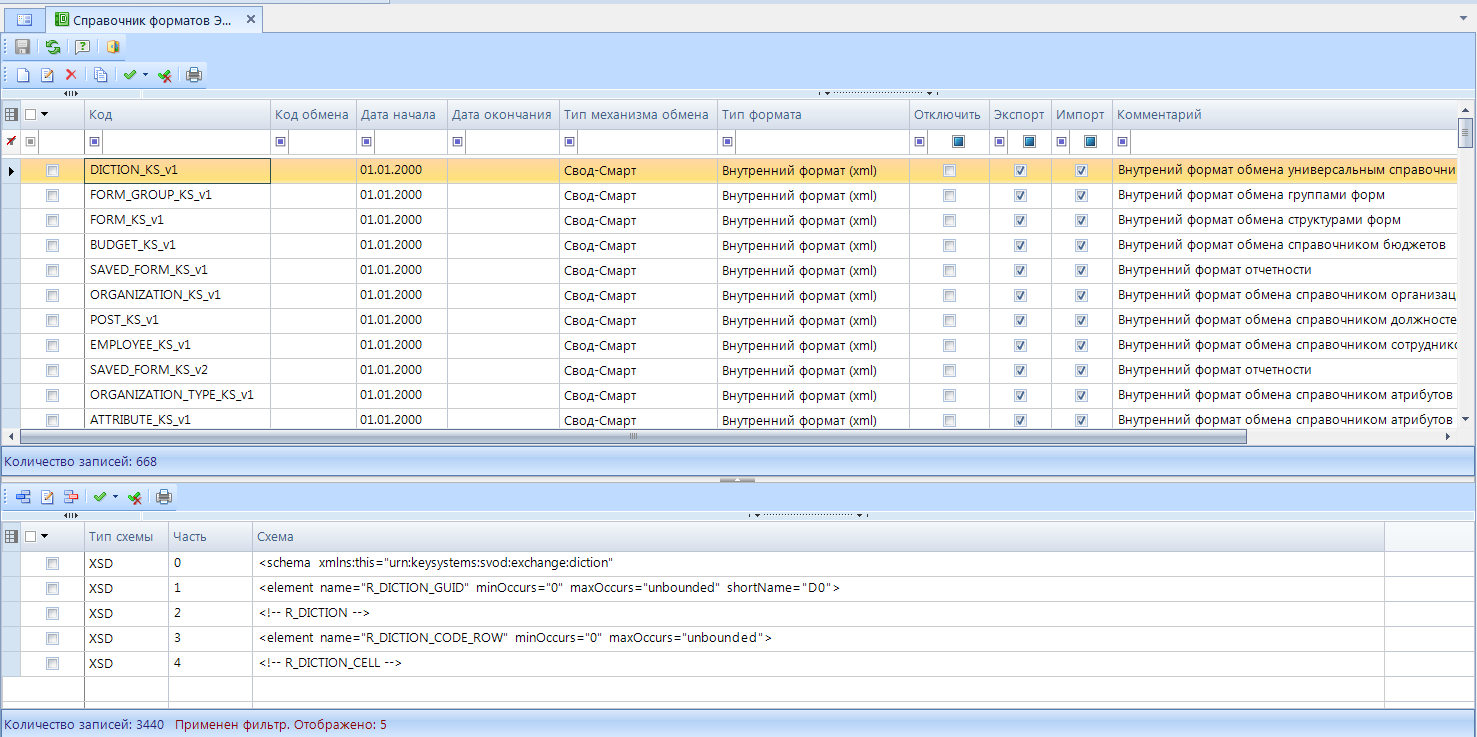 Справочник форматов Э...
Код Код обмена Дата начала Дата окончания Тип механизма обмена Тип формата Отключить Экспорт Импорт Комментарий
DICTION_KS_v1 01.01.2000 Свод-Смарт Внутренний формат (xml) Внутрений формат обмена универсальным справочни
FORM_GROUP_KS_v1 01.01.2000 Свод-Смарт Внутренний формат (xml) Внутрений формат обмена группами форм
FORM_KS_v1 01.01.2000 Свод-Смарт Внутренний формат (xml) Внутрений формат обмена структурами форм
BUDGET_KS_v1 01.01.2000 Свод-Смарт Внутренний формат (xml) Внутрений формат обмена справочником бюджетов
SAVED_FORM_KS_v1 01.01.2000 Свод-Смарт Внутренний формат (xml) Внутренний формат отчетности
ORGANIZATION_KS_v1 01.01.2000 Свод-Смарт Внутренний формат (xml) Внутренний формат обмена справочником организац
POST_KS_v1 01.01.2000 Свод-Смарт Внутренний формат (xml) Внутренний формат обмена справочником должносте
EMPLOYEE_KS_v1 01.01.2000 Свод-Смарт Внутренний формат (xml) Внутренний формат обмена справочником сотруднико
SAVED_FORM_KS_v2 01.01.2000 Свод-Смарт Внутренний формат (xml) Внутренний формат отчетности
ORGANIZATION_TYPE_KS_v1 01.01.2000 Свод-Смарт Внутренний формат (xml) Внутренний формат обмена справочником атрибутов
ATTRIBUTE_KS_v1 01.01.2000 Свод-Смарт Внутренний формат (xml) Внутренний формат обмена справочником атрибутов
Количество записей: 668
Тип схемы Часть Схема
XSD 0 <schema xmlns:this="urn:keysystems:svod:exchange:diction"
XSD 1 <element name="R_DICTION_GUID" minOccurs="0" maxOccurs="unbounded" shortName="D0">
XSD 2 <!-- R_DICTION -->
XSD 3 <element name="R_DICTION_CODE_ROW" minOccurs="0" maxOccurs="unbounded">
XSD 4 <!-- R_DICTION_CELL -->
Количество записей: 3440 Применен фильтр. Отображено: 5